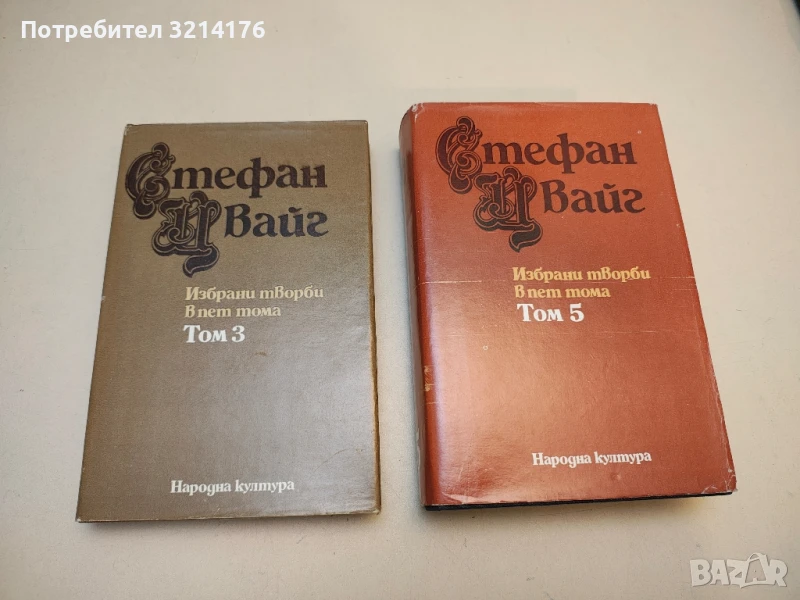 Потребител 3214176
Стефан
Цвайг
Избрани творби
в пет тома
Том 3
Народна култура
Стефан
Цвайг
Избрани творби
в пет тома
Том 5
Народна култура
BAZAR